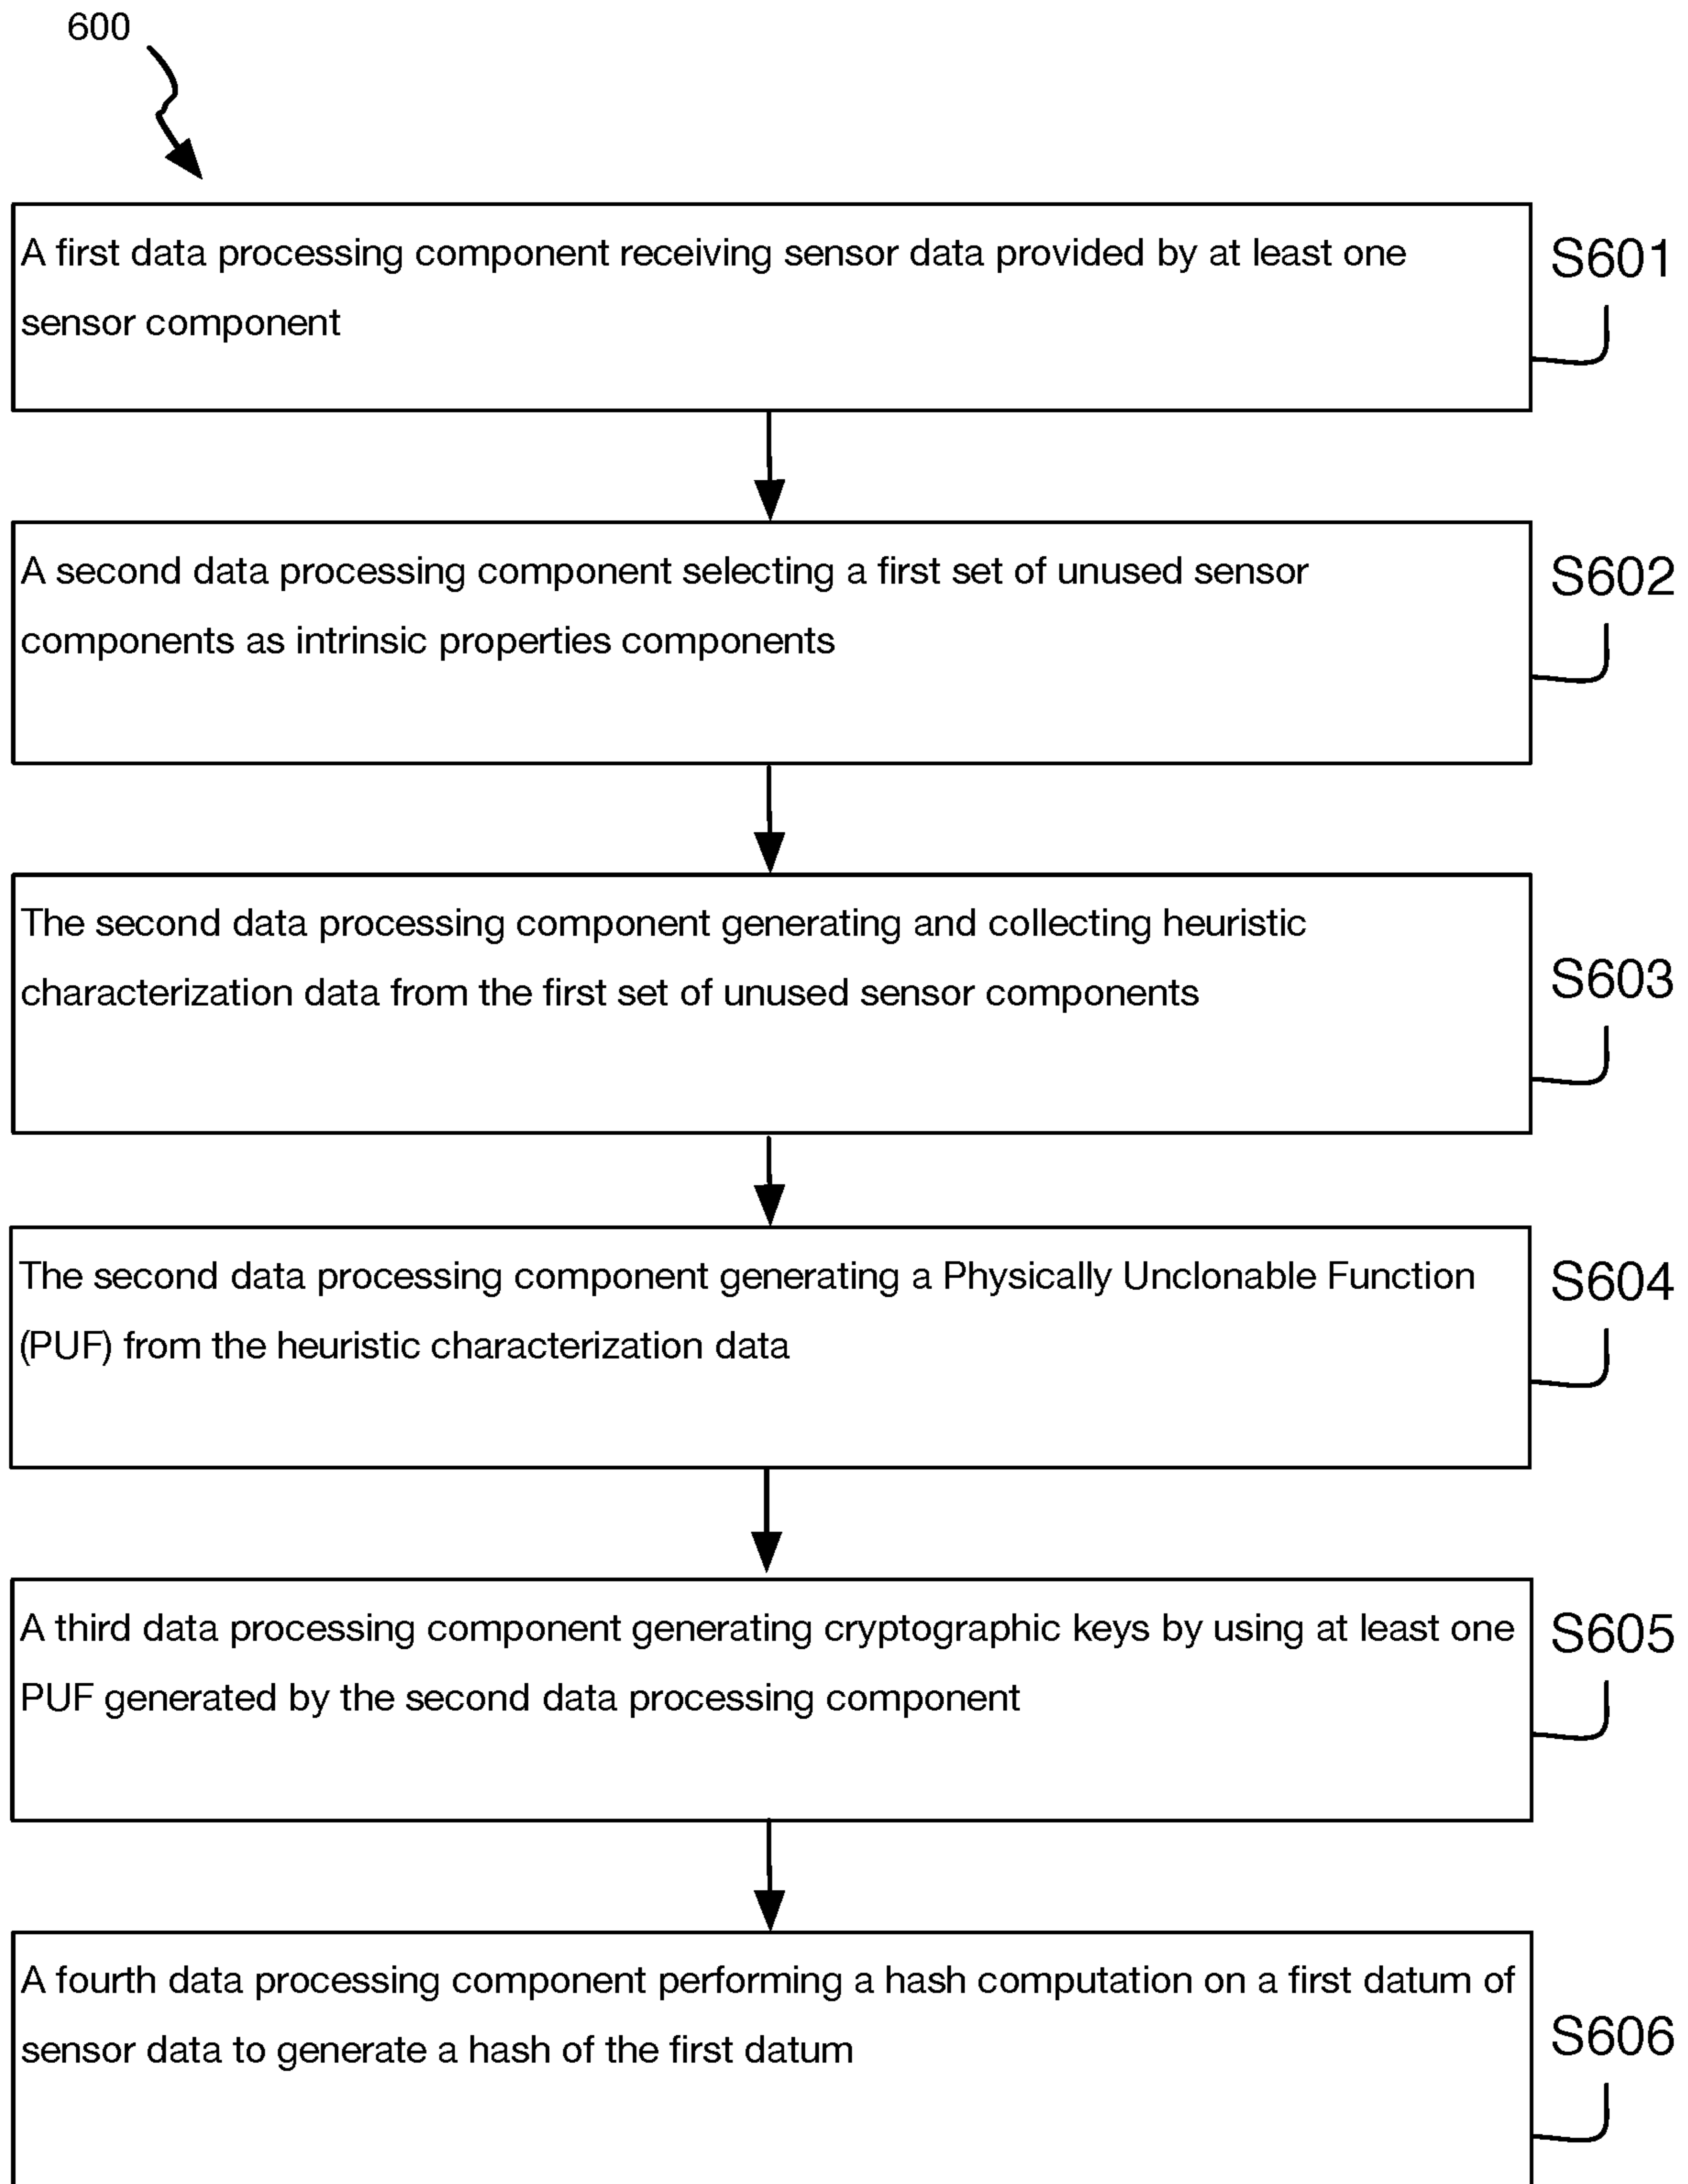 600
A first data processing component receiving sensor data provided by at least one
sensor component
S601
A second data processing component selecting a first set of unused sensor
components as intrinsic properties components
S602
The second data processing component generating and collecting heuristic
characterization data from the first set of unused sensor components
S603
The second data processing component generating a Physically Unclonable Function
(PUF) from the heuristic characterization data
S604
A third data processing component generating cryptographic keys by using at least one
PUF generated by the second data processing component
S605
A fourth data processing component performing a hash computation on a first datum of
sensor data to generate a hash of the first datum
S606